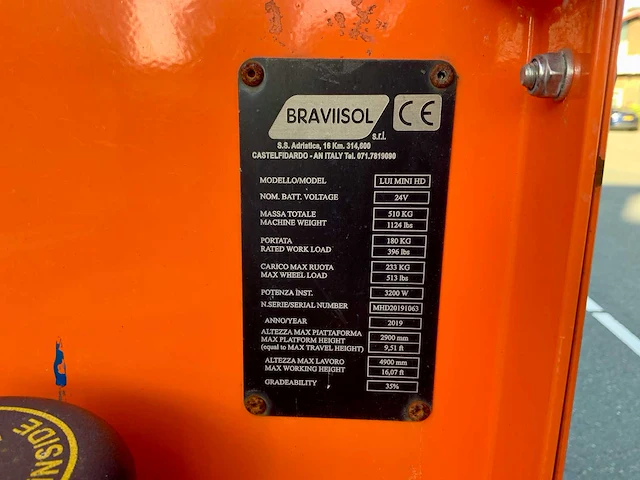 BRAVIISOL
s.r.l.
CE
S.S. Adriatica, 16 Km. 314,600
CASTELFIDARDO - AN ITALY Tel. 071.7819090
MODELLO/MODEL LUI MINI HD
NOM. BATT. VOLTAGE 24V
MASSA TOTALE 510 KG
MACHINE WEIGHT 1124 lbs
PORTATA 180 KG
RATED WORK LOAD 396 lbs
CARICO MAX RUOTA 233 KG
MAX WHEEL LOAD 513 lbs
POTENZA INST. 3200 W
N.SERIE/SERIAL NUMBER MHD20191063
ANNO/YEAR 2019
ALTEZZA MAX PIATTAFORMA 2900 mm
MAX PLATFORM HEIGHT
(equal to MAX TRAVEL HEIGHT) 9,51 ft
ALTEZZA MAX LAVORO 4900 mm
MAX WORKING HEIGHT 16,07 ft
GRADEABILITY 35%